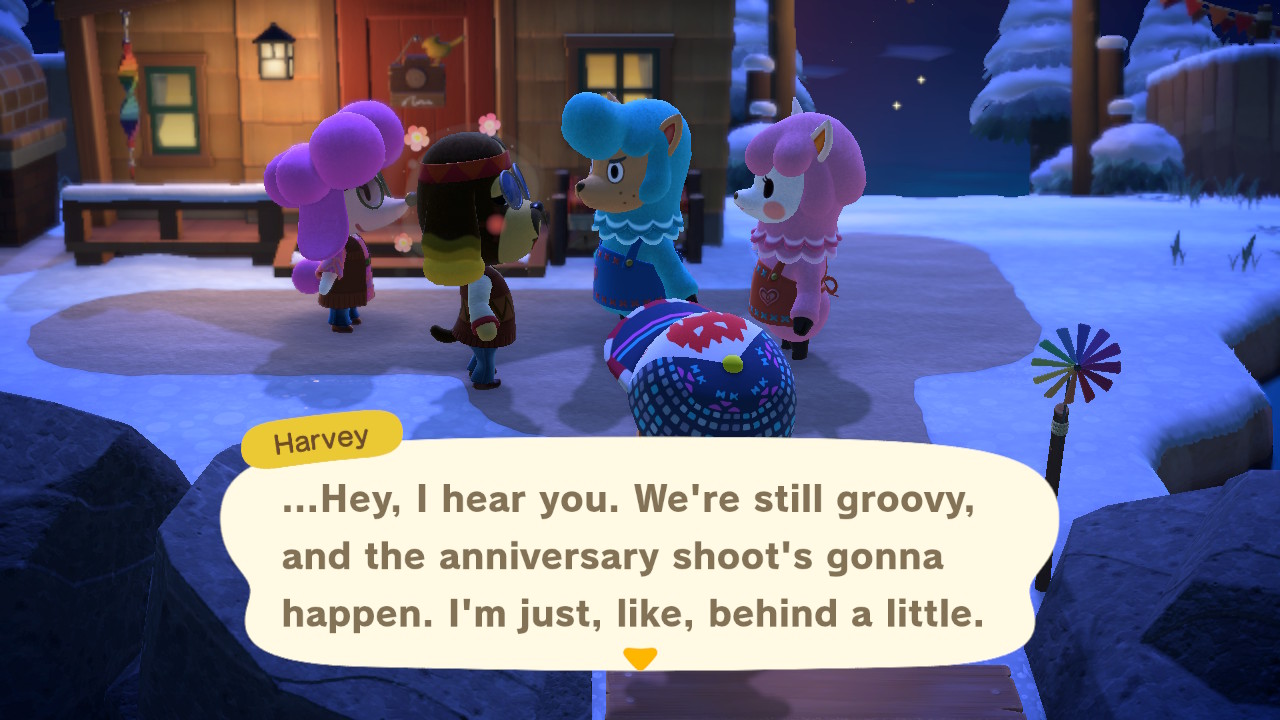 Harvey
...Hey, I hear you. We're still groovy,
and the anniversary shoot's gonna
happen. I'm just, like, behind a little.